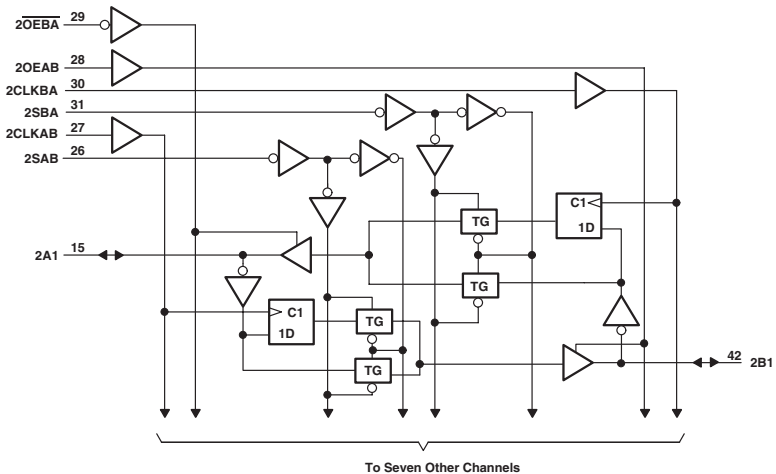 2OEBA 29
2OEAB 28
2CLKBA 30
2SBA 31
2CLKAB 27
2SAB 26
C1
TG
1D
2A1 15
TG
C1
TG
1D
TG
42 2B1
To Seven Other Channels